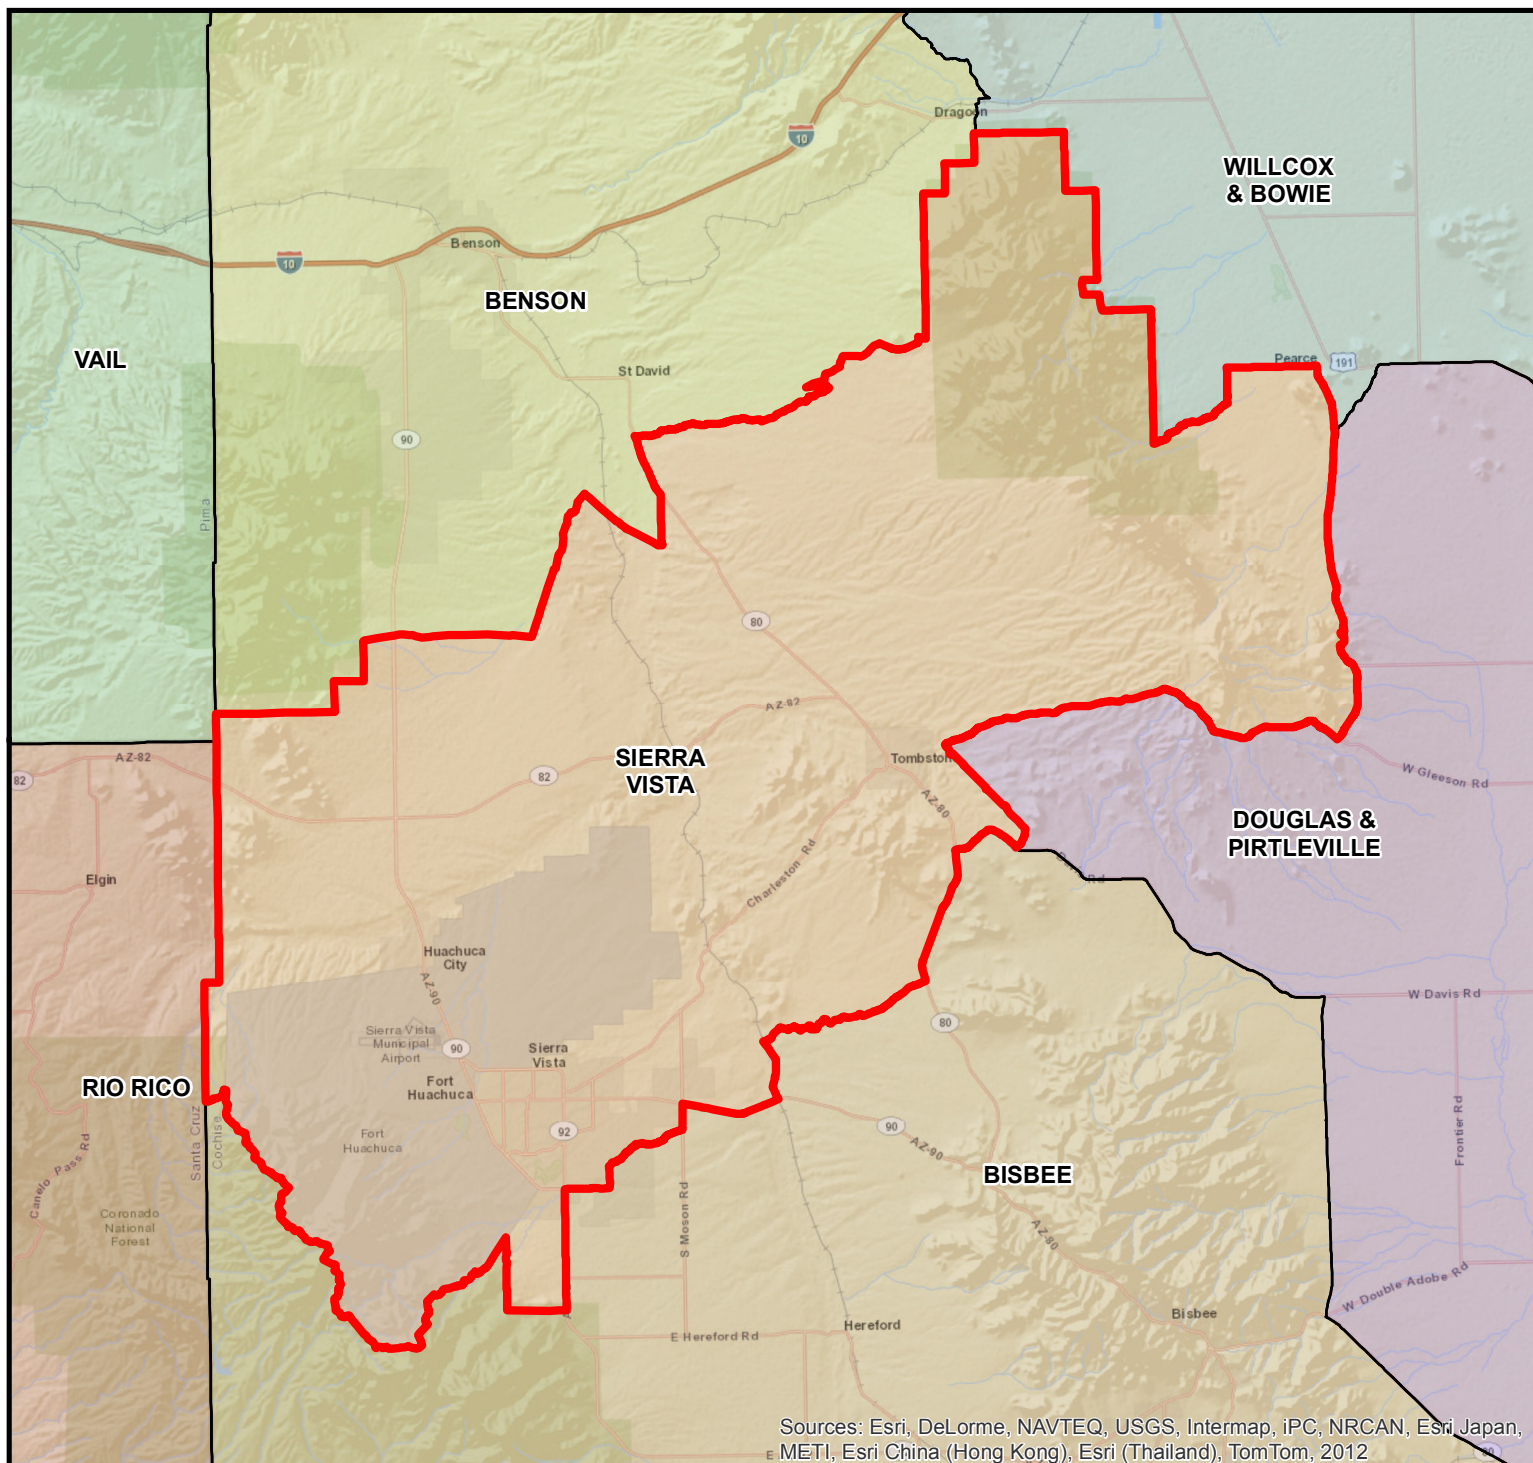 Dragoon
10
WILLCOX
& BOWIE
Benson
10
BENSON
VAIL
St David
Pearce
191
90
Pima
80
AZ-82
AZ-82
82
82
SIERRA
VISTA
Tombston
W Gleeson Rd
AZ-80
DOUGLAS &
PIRTLEVILLE
Elgin
Charleston Rd
Rd
Huachuca
City
AZ-90
W Davis Rd
Sierra Vista
Municipal
Airport
90
80
Sierra
Vista
RIO RICO
Fort
Huachuca
Santa Cruz
Cochise
Fort
Huachuca
92
90
AZ-90
Frontier Rd
Canelo Pass Rd
BISBEE
Coronado
National
Forest
S Moson Rd
AZ-80
W Double Adobe Rd
Bisbee
Hereford
E Hereford Rd
Sources: Esri, DeLorme, NAVTEQ, USGS, Intermap, iPC, NRCAN, Esri Japan,
METI, Esri China (Hong Kong), Esri (Thailand), TomTom, 2012
E
80